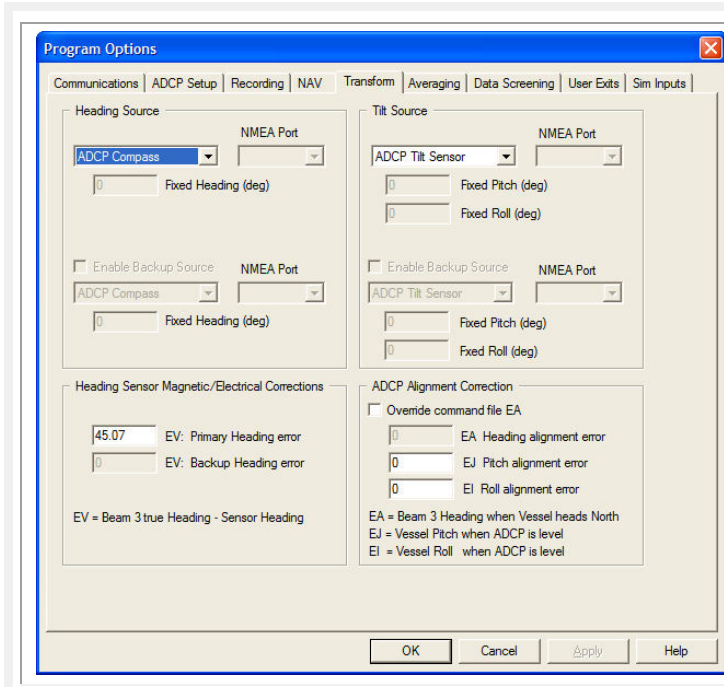 Program Options
Communications ADCP Setup Recording NAV Transform Averaging Data Screening User Exits Sim Inputs
Heading Source
NMEA Port
ADCP Compass
0 Fixed Heading (deg)
Enable Backup Source NMEA Port
ADCP Compass
0 Fixed Heading (deg)
Tilt Source
NMEA Port
ADCP Tilt Sensor
0 Fixed Pitch (deg)
0 Fixed Roll (deg)
Enable Backup Source NMEA Port
ADCP Tilt Sensor
0 Fixed Pitch (deg)
0 Fxed Roll (deg)
Heading Sensor Magnetic/Electrical Corrections
45.07 EV: Primary Heading error
0 EV: Backup Heading error
EV = Beam 3 true Heading - Sensor Heading
ADCP Alignment Correction
Override command file EA
0 EA Heading alignment error
0 EJ Pitch alignment error
0 EI Roll alignment error
EA = Beam 3 Heading when Vessel heads North
EJ = Vessel Pitch when ADCP is level
EI = Vessel Roll when ADCP is level
OK Cancel Apply Help